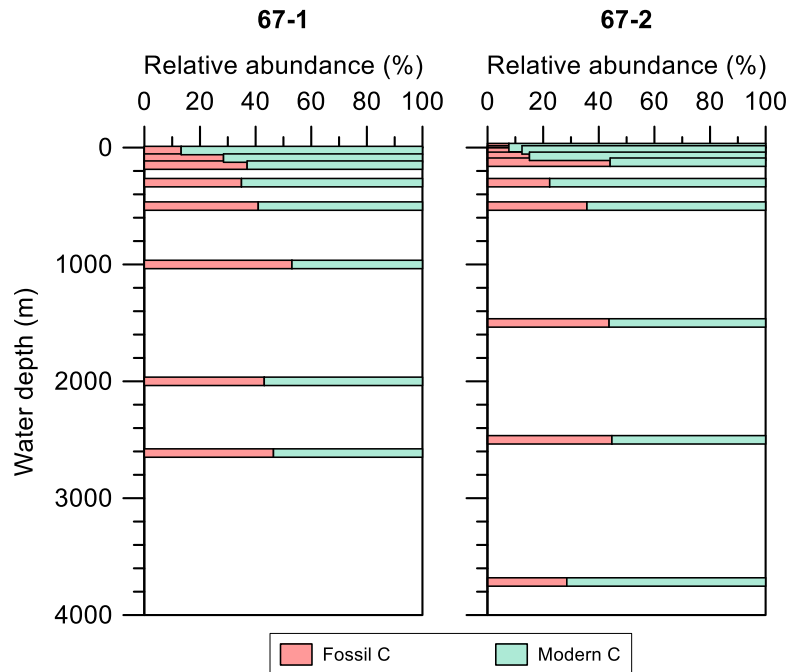 67-1 67-2
Relative abundance (%) Relative abundance (%)
0 20 40 60 80 100 0 20 40 60 80 100
0
1000
2000
3000
4000
Water depth (m)
Fossil C Modern C